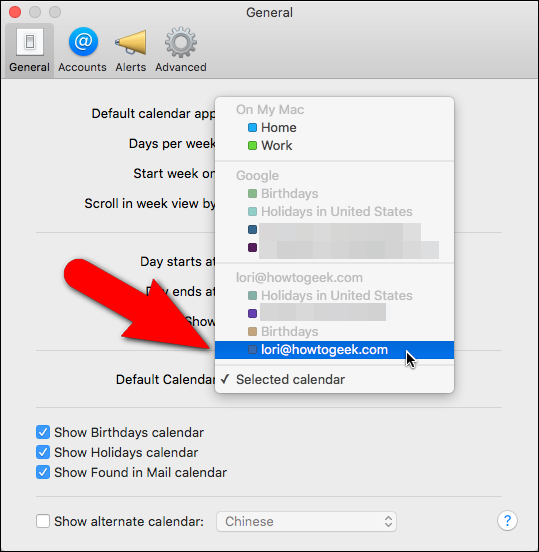 General
General Accounts Alerts Advanced
Default calendar app
Days per week
Start week on
Scroll in week view by
Day starts at
Day ends at
Show
Default Calendar
On My Mac
Home
Work
Google
Birthdays
Holidays in United States
lori@howtogeek.com
Holidays in United States
Birthdays
lori@howtogeek.com
✓ Selected calendar
Show Birthdays calendar
Show Holidays calendar
Show Found in Mail calendar
Show alternate calendar: Chinese
?